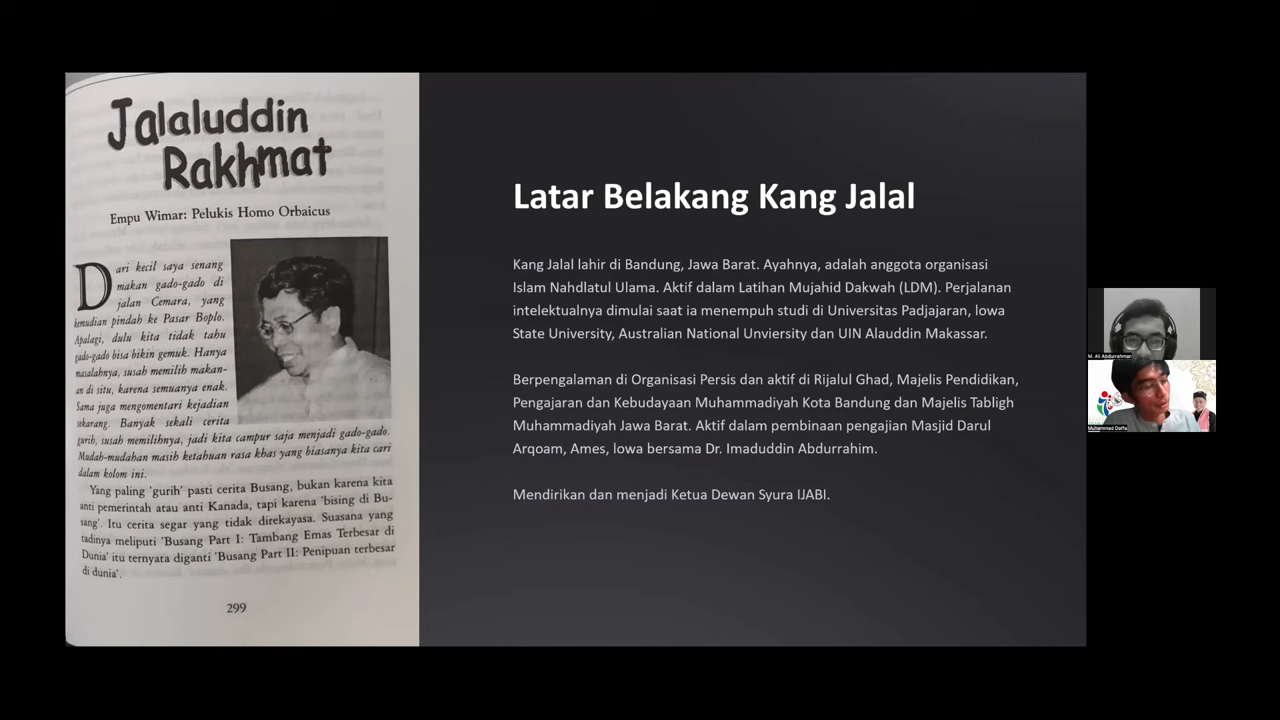 Jalaluddin
Rakhmat
Empu Wimar: Pelukis Homo Orbaicus
Dari kecil saya senang
makan gado-gado di
jalan Cemara, yang
kemudian pindah ke Pasar Boplo.
Apalagi, dulu kita tidak tahu
gado-gado bisa bikin gemuk. Hanya
masalahnya, susah memilih makan-
an di situ, karena semuanya enak.
Sama juga mengomentari kejadian
sekarang. Banyak sekali cerita
gurih, susah memilihnya, jadi kita campur saja menjadi gado-gado.
Mudah-mudahan masih ketahuan rasa khas yang biasanya kita cari
dalam kolom ini.
Yang paling 'gurih' pasti cerita Busang, bukan karena kita
anti pemerintah atau anti Kanada, tapi karena 'bising di Bu-
sang'. Itu cerita segar yang tidak direkayasa. Suasana yang
tadinya meliputi 'Busang Part I: Tambang Emas Terbesar di
Dunia' itu ternyata diganti 'Busang Part II: Penipuan terbesar
di dunia'.
299
Latar Belakang Kang Jalal
Kang Jalal lahir di Bandung, Jawa Barat. Ayahnya, adalah anggota organisasi
Islam Nahdlatul Ulama. Aktif dalam Latihan Mujahid Dakwah (LDM). Perjalanan
intelektualnya dimulai saat ia menempuh studi di Universitas Padjajaran, lowa
State University, Australian National Unviersity dan UIN Alauddin Makassar.
Berpengalaman di Organisasi Persis dan aktif di Rijalul Ghad, Majelis Pendidikan,
Pengajaran dan Kebudayaan Muhammadiyah Kota Bandung dan Majelis Tabligh
Muhammadiyah Jawa Barat. Aktif dalam pembinaan pengajian Masjid Darul
Arqoam, Ames, lowa bersama Dr. Imaduddin Abdurrahim.
Mendirikan dan menjadi Ketua Dewan Syura IJABI.
M. Ali Abdurrahman
Muhammad Daffa